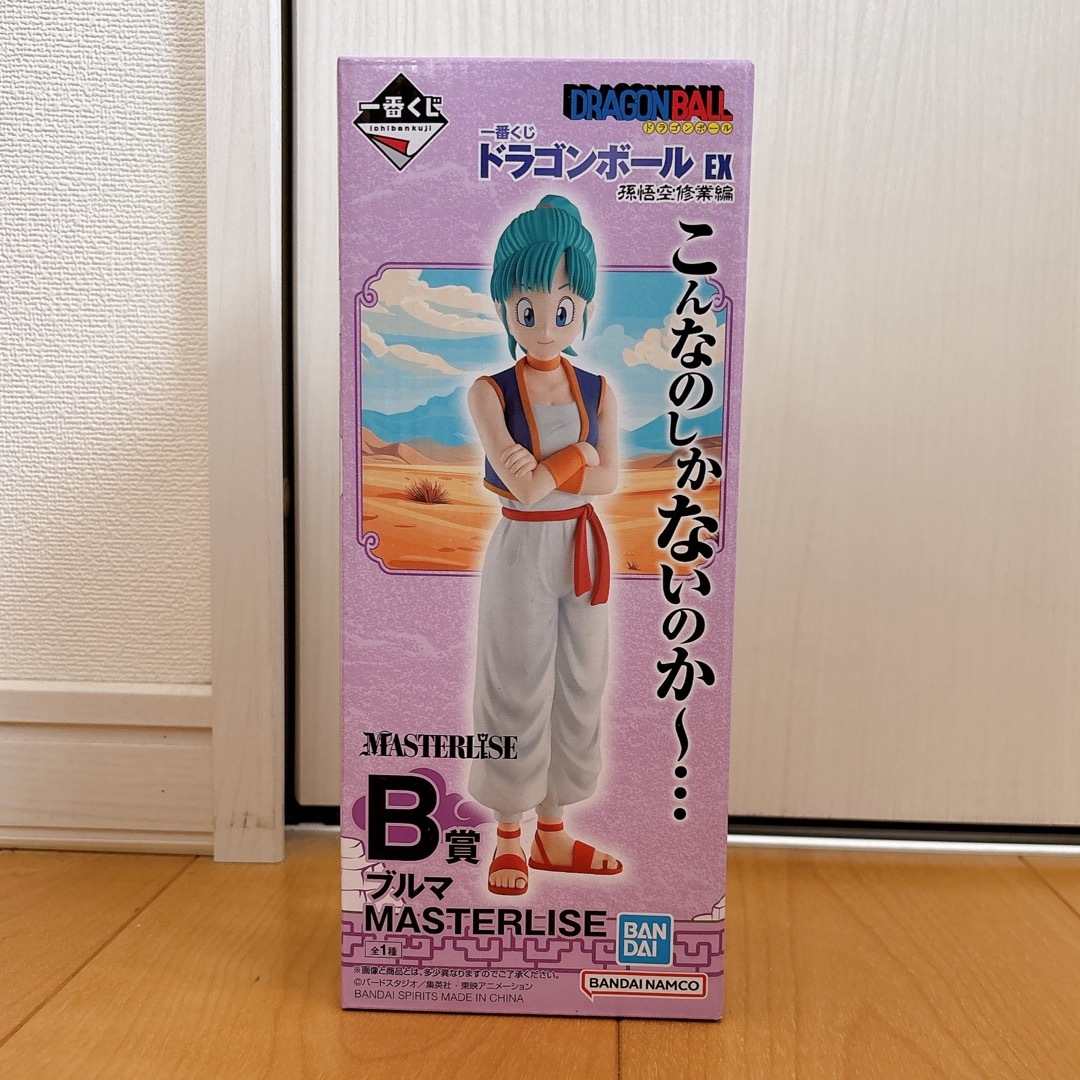 一番くじ
ichibankuji
DRAGONBALL
ドラゴンボール
一番くじ
ドラゴンボール EX
孫悟空修業編
こんなのしかないのか〜…
MASTERLISE
B賞
ブルマ
MASTERLISE
全1種
BAN
DAI
※画像と商品とは、多少異なりますのでご了承ください。
©バードスタジオ／集英社・東映アニメーション
BANDAI SPIRITS MADE IN CHINA
BANDAI NAMCO